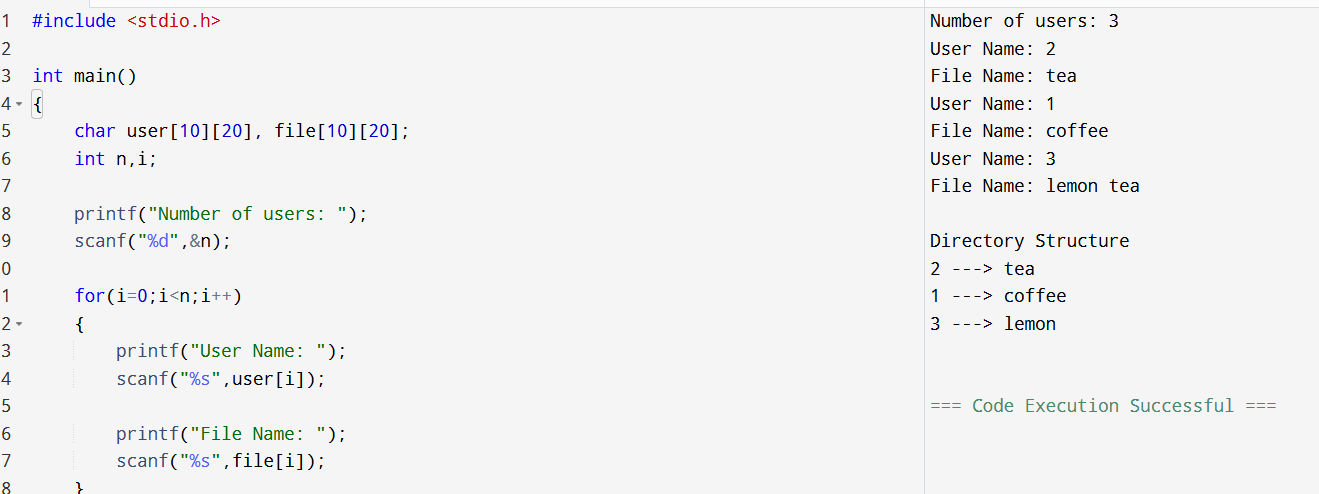 1 #include <stdio.h>
2
3 int main()
4 {
5 char user[10][20], file[10][20];
6 int n,i;
7
8 printf("Number of users: ");
9 scanf("%d",&n);
0
1 for(i=0;i<n;i++)
2 {
3 printf("User Name: ");
4 scanf("%s",user[i]);
5
6 printf("File Name: ");
7 scanf("%s",file[i]);
8 }
Number of users: 3
User Name: 2
File Name: tea
User Name: 1
File Name: coffee
User Name: 3
File Name: lemon tea

Directory Structure
2 ---> tea
1 ---> coffee
3 ---> lemon

=== Code Execution Successful ===